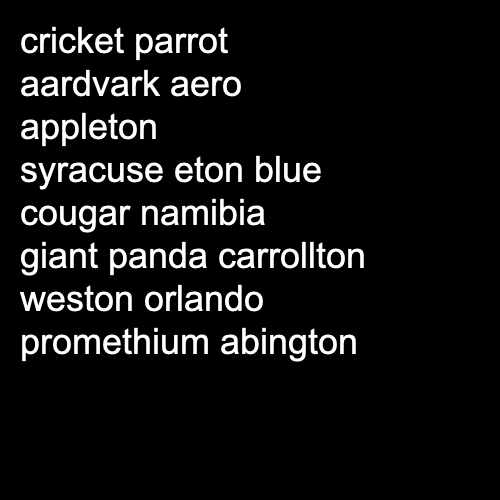 cricket parrot
aardvark aero
appleton
syracuse eton blue
cougar namibia
giant panda carrollton
weston orlando
promethium abington